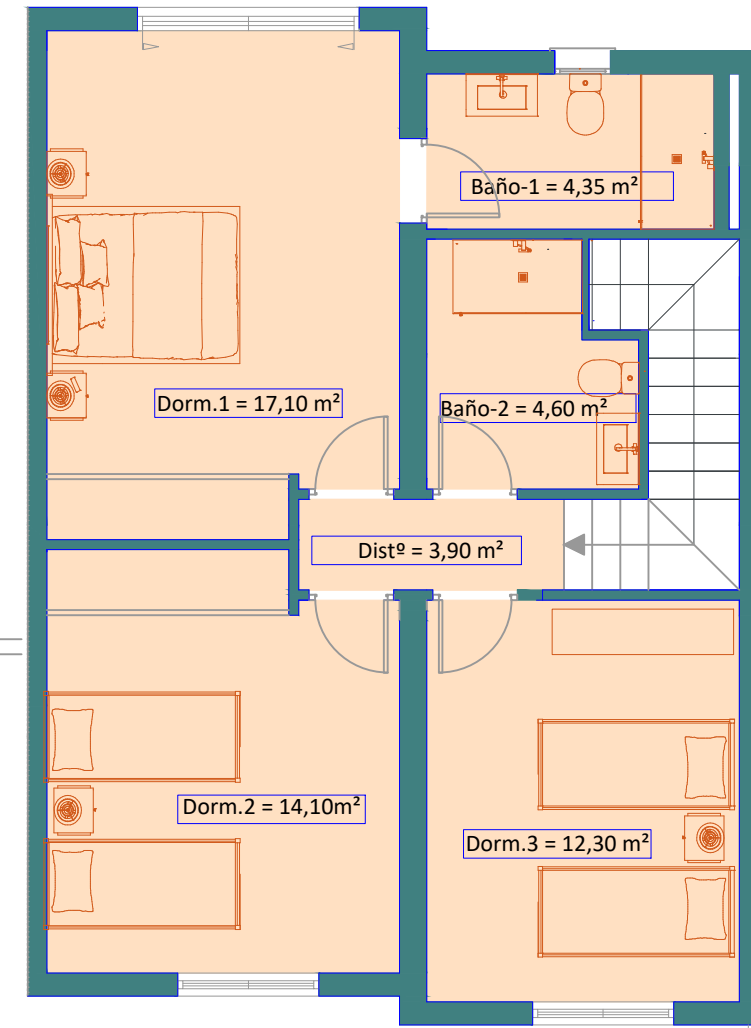 Baño-1 = 4,35 m²
Dorm.1 = 17,10 m²
Baño-2 = 4,60 m²
Distº = 3,90 m²
Dorm.2 = 14,10m²
Dorm.3 = 12,30 m²